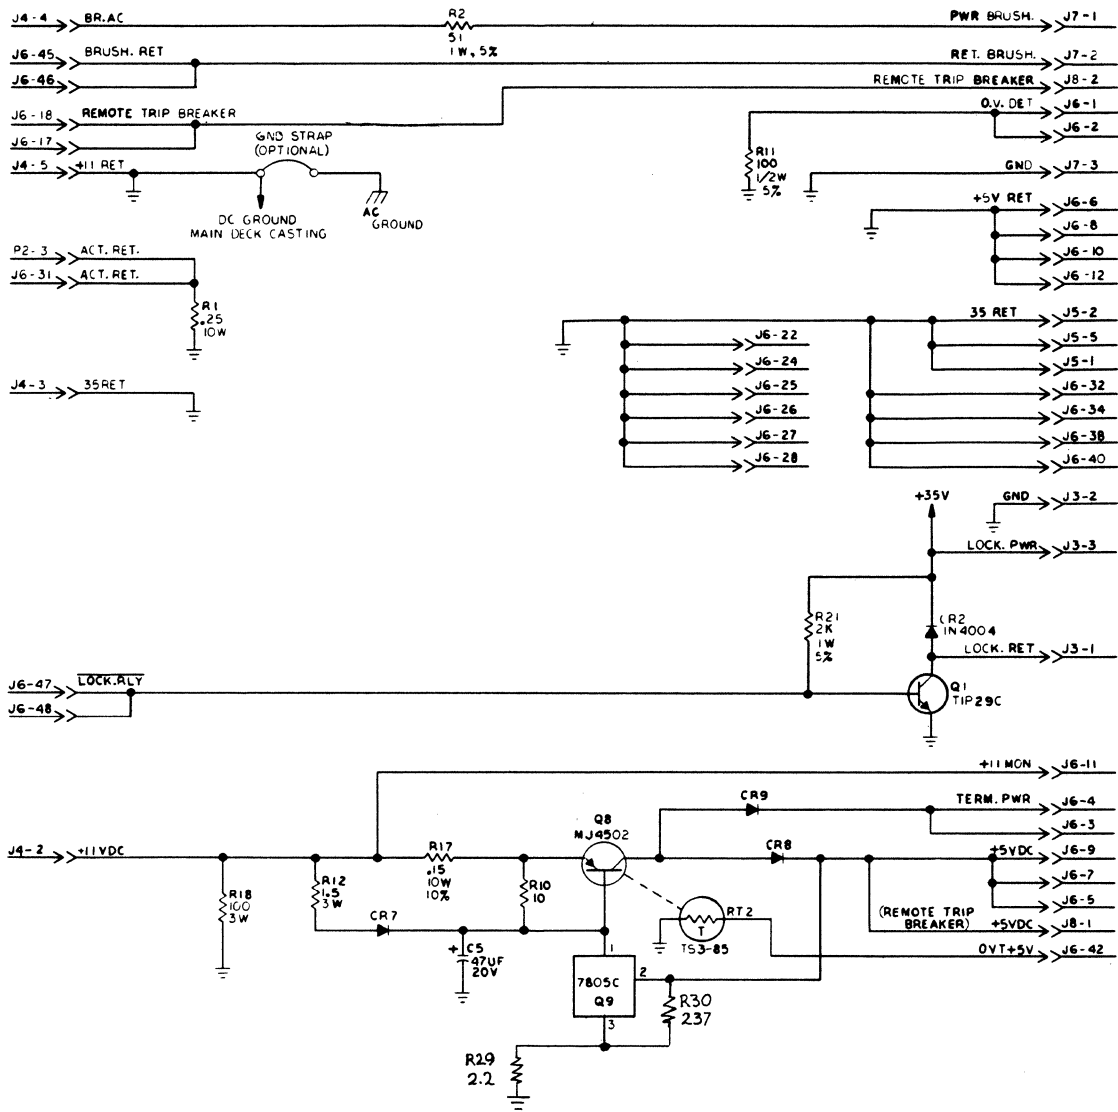 J4-4 BR.AC R2 PWR BRUSH. J7-1
51
1W, 5%
J6-45 BRUSH. RET RET. BRUSH. J7-2
J6-46 REMOTE TRIP BREAKER J8-2
J6-18 REMOTE TRIP BREAKER O.V. DET J6-1
J6-17 J6-2
GND STRAP
(OPTIONAL)
R11
100
1/2W
5%
J4-5 +11 RET GND J7-3
DC GROUND
MAIN DECK CASTING
AC
GROUND
+5V RET J6-6
J6-8
J6-10
J6-12
P2-3 ACT. RET.
J6-31 ACT. RET.
R1
.25
10W
35 RET J5-2
J6-22 J5-5
J6-24 J5-1
J6-25 J6-32
J6-26 J6-34
J6-27 J6-38
J6-28 J6-40
J4-3 35RET
+35V GND J3-2
LOCK. PWR J3-3
R21
2K
1W
5%
CR2
1N4004
LOCK. RET J3-1
J6-47 LOCK.RLY
J6-48
Q1
TIP29C
+11 MON J6-11
CR9 TERM. PWR J6-4
J6-3
Q8
MJ4502
J4-2 +11VDC R17 CR8 +5VDC J6-9
.15
10W
10%
J6-7
J6-5
R18
100
3W
R12
1.5
3W
R10
10
CR7
C5
+
47UF
20V
RT2
T
TS3-85
(REMOTE TRIP
BREAKER) +5VDC J8-1
OVT+5V J6-42
1
7805C 2
Q9
3
R30
237
R29
2.2